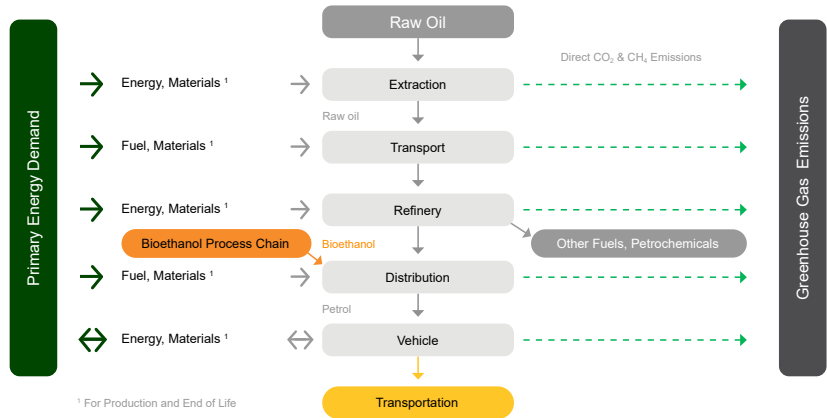 Raw Oil
Primary Energy Demand
Greenhouse Gas Emissions
Direct CO₂ & CH₄ Emissions
Energy, Materials ¹
Extraction
Raw oil
Fuel, Materials ¹
Transport
Energy, Materials ¹
Refinery
Bioethanol Process Chain
Bioethanol
Other Fuels, Petrochemicals
Fuel, Materials ¹
Distribution
Petrol
Energy, Materials ¹
Vehicle
¹ For Production and End of Life
Transportation